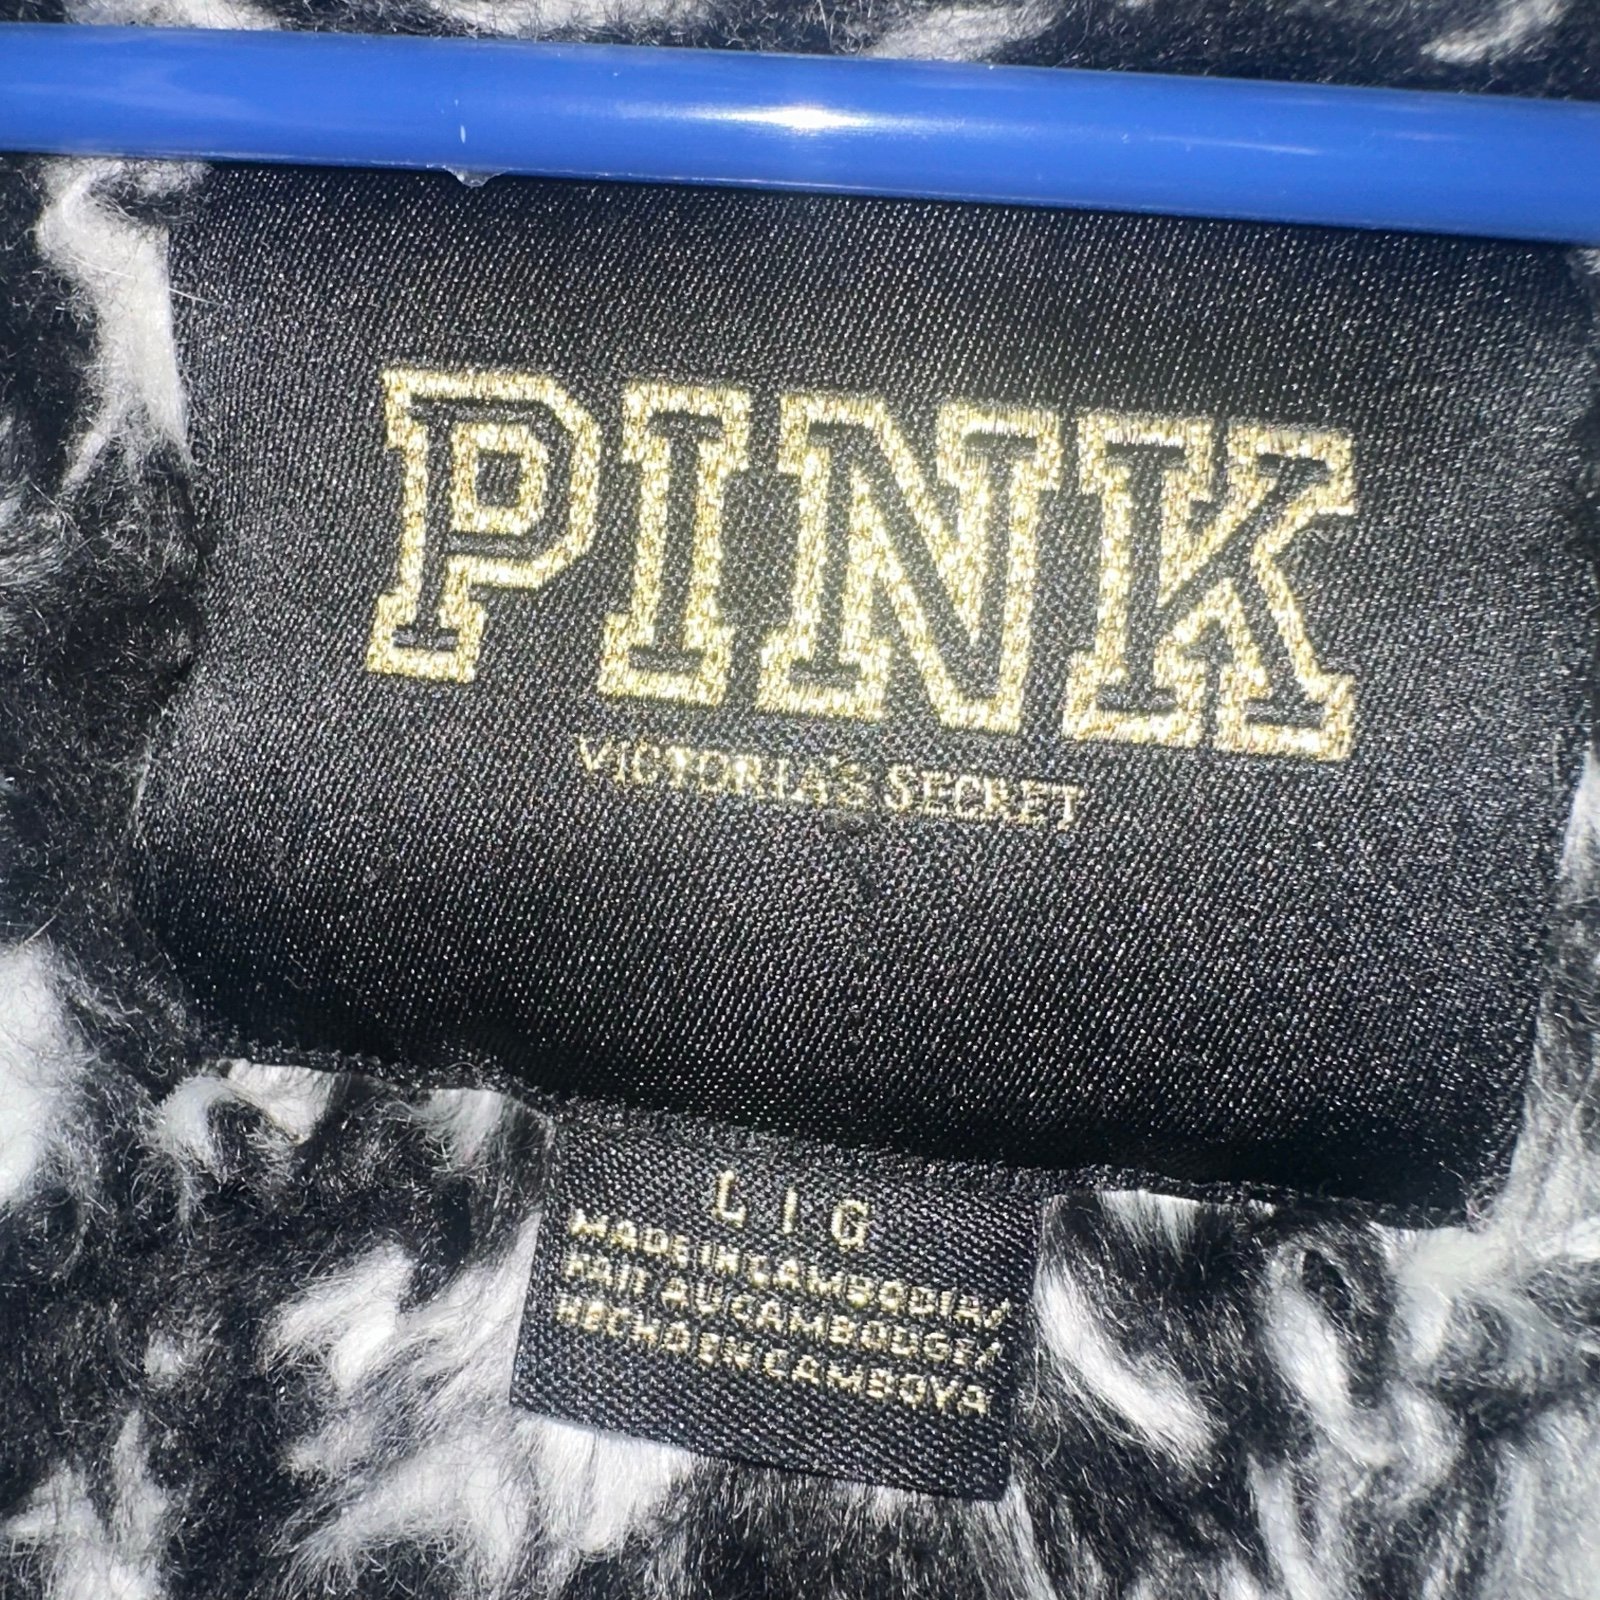 PINK
VICTORIA'S SECRET
L I G
MADE IN CAMBODIA/
FAIT AU CAMBODGE/
HECHO EN CAMBOYA